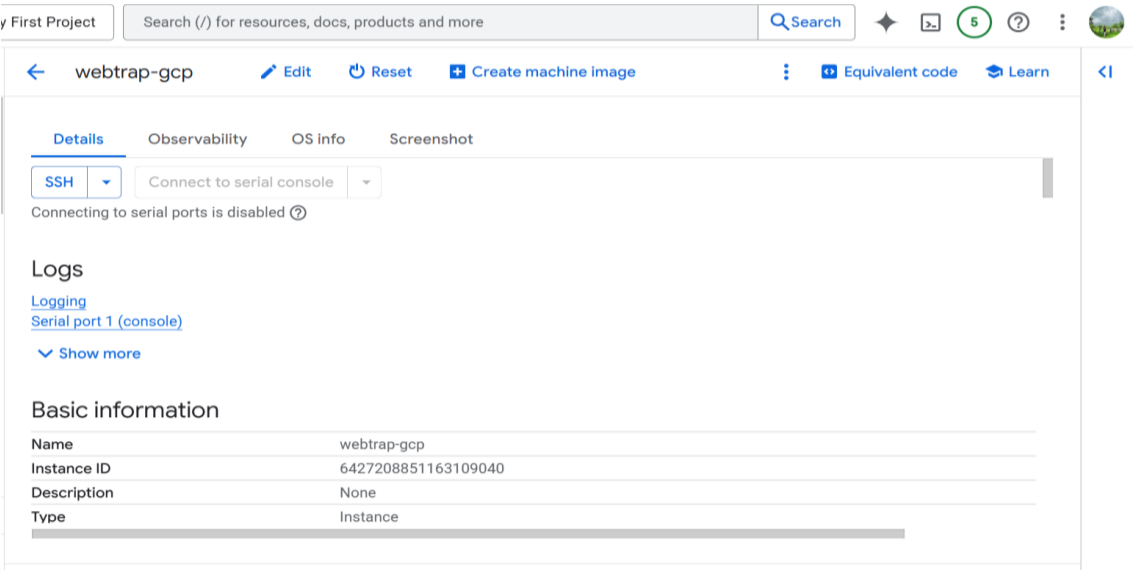 y First Project
Search (/) for resources, docs, products and more
Search
5
webtrap-gcp
Edit
Reset
Create machine image
Equivalent code
Learn
Details
Observability
OS info
Screenshot
SSH
Connect to serial console
Connecting to serial ports is disabled
Logs
Logging
Serial port 1 (console)
Show more
Basic information
Name webtrap-gcp
Instance ID 6427208851163109040
Description None
Type Instance